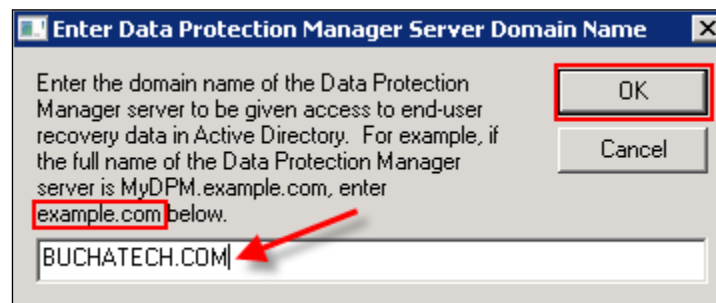 Enter Data Protection Manager Server Domain Name
Enter the domain name of the Data Protection
Manager server to be given access to end-user
recovery data in Active Directory.  For example, if
the full name of the Data Protection Manager
server is MyDPM.example.com, enter
example.com below.
OK
Cancel
BUCHATECH.COM